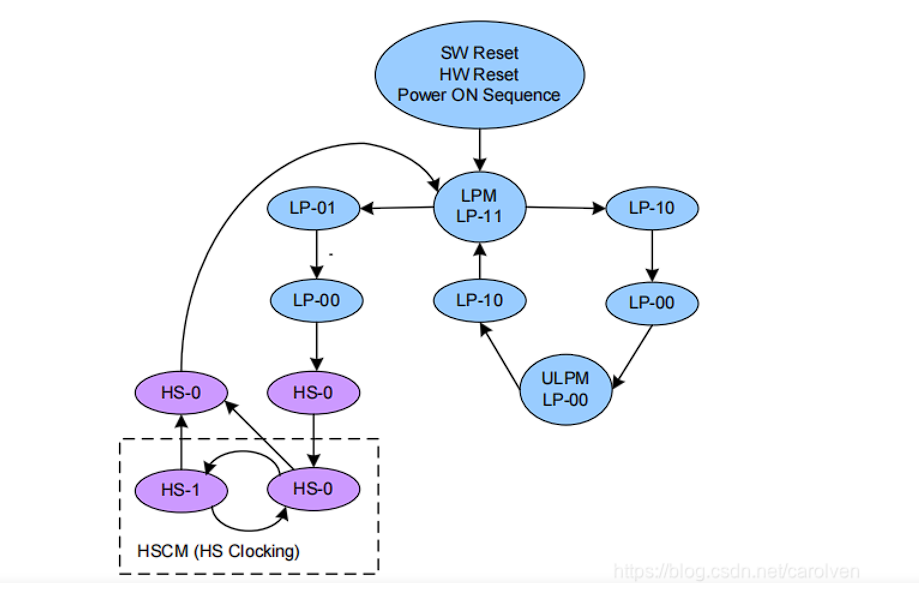 SW Reset
HW Reset
Power ON Sequence
LPM
LP-11
LP-01
LP-10
LP-00
LP-10
LP-00
ULPM
LP-00
HS-0
HS-0
HS-1
HS-0
HSCM (HS Clocking)
https://blog.csdn.net/carolven